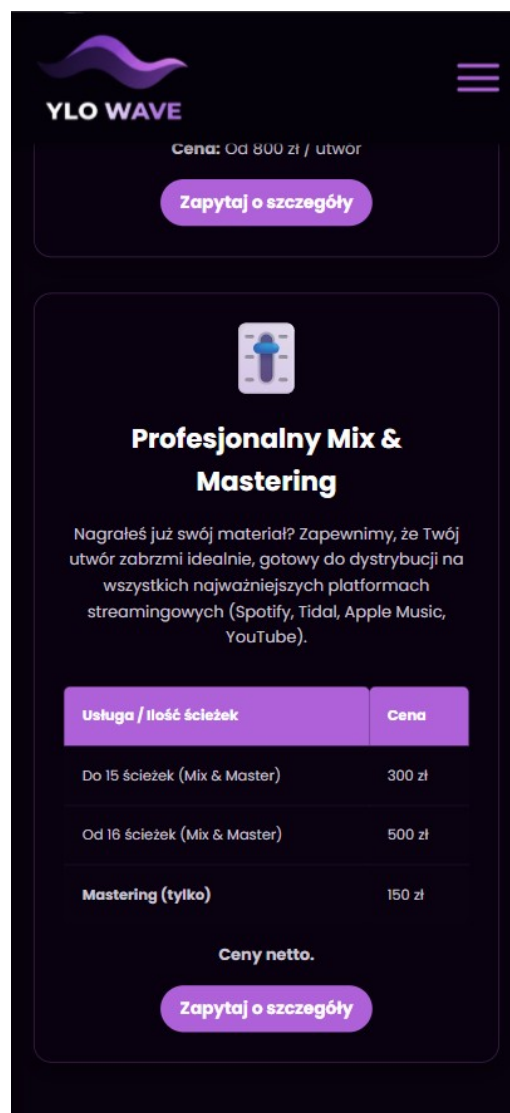 YLO WAVE
Cena: Od 800 zł / utwór
Zapytaj o szczegóły
Profesjonalny Mix &
Mastering
Nagrałeś już swój materiał? Zapewnimy, że Twój
utwór zabrzmi idealnie, gotowy do dystrybucji na
wszystkich najważniejszych platformach
streamingowych (Spotify, Tidal, Apple Music,
YouTube).
Usługa / Ilość ścieżek Cena
Do 15 ścieżek (Mix & Master) 300 zł
Od 16 ścieżek (Mix & Master) 500 zł
Mastering (tylko) 150 zł
Ceny netto.
Zapytaj o szczegóły